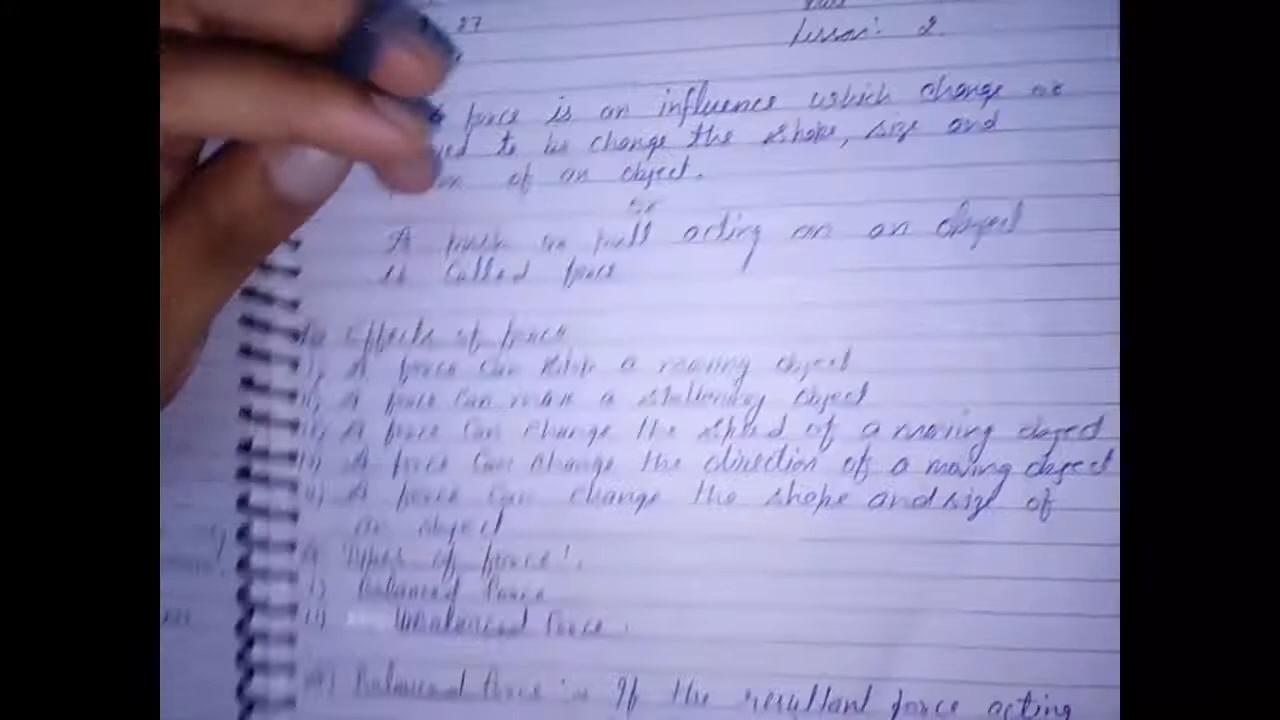 27
Lesson: 2
force is an influence which change or
to be change the shape, size and
of an object.
or
A push or pull acting on an object
is called force
Effects of force
i) A force can stop a moving object
ii) A force can a object
iii) A force can change the speed of a moving object
iv) A force can change the direction of a moving object
v) A force can change the shape and size of
an object
Types of force:
i) Balanced force
ii) Unbalanced force.
Balanced force :- If the resultant force acting